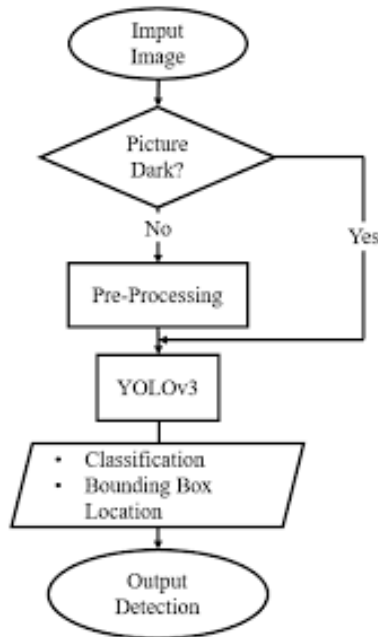 Imput
Image
Picture
Dark?
No
Yes
Pre-Processing
YOLOv3
• Classification
• Bounding Box
Location
Output
Detection